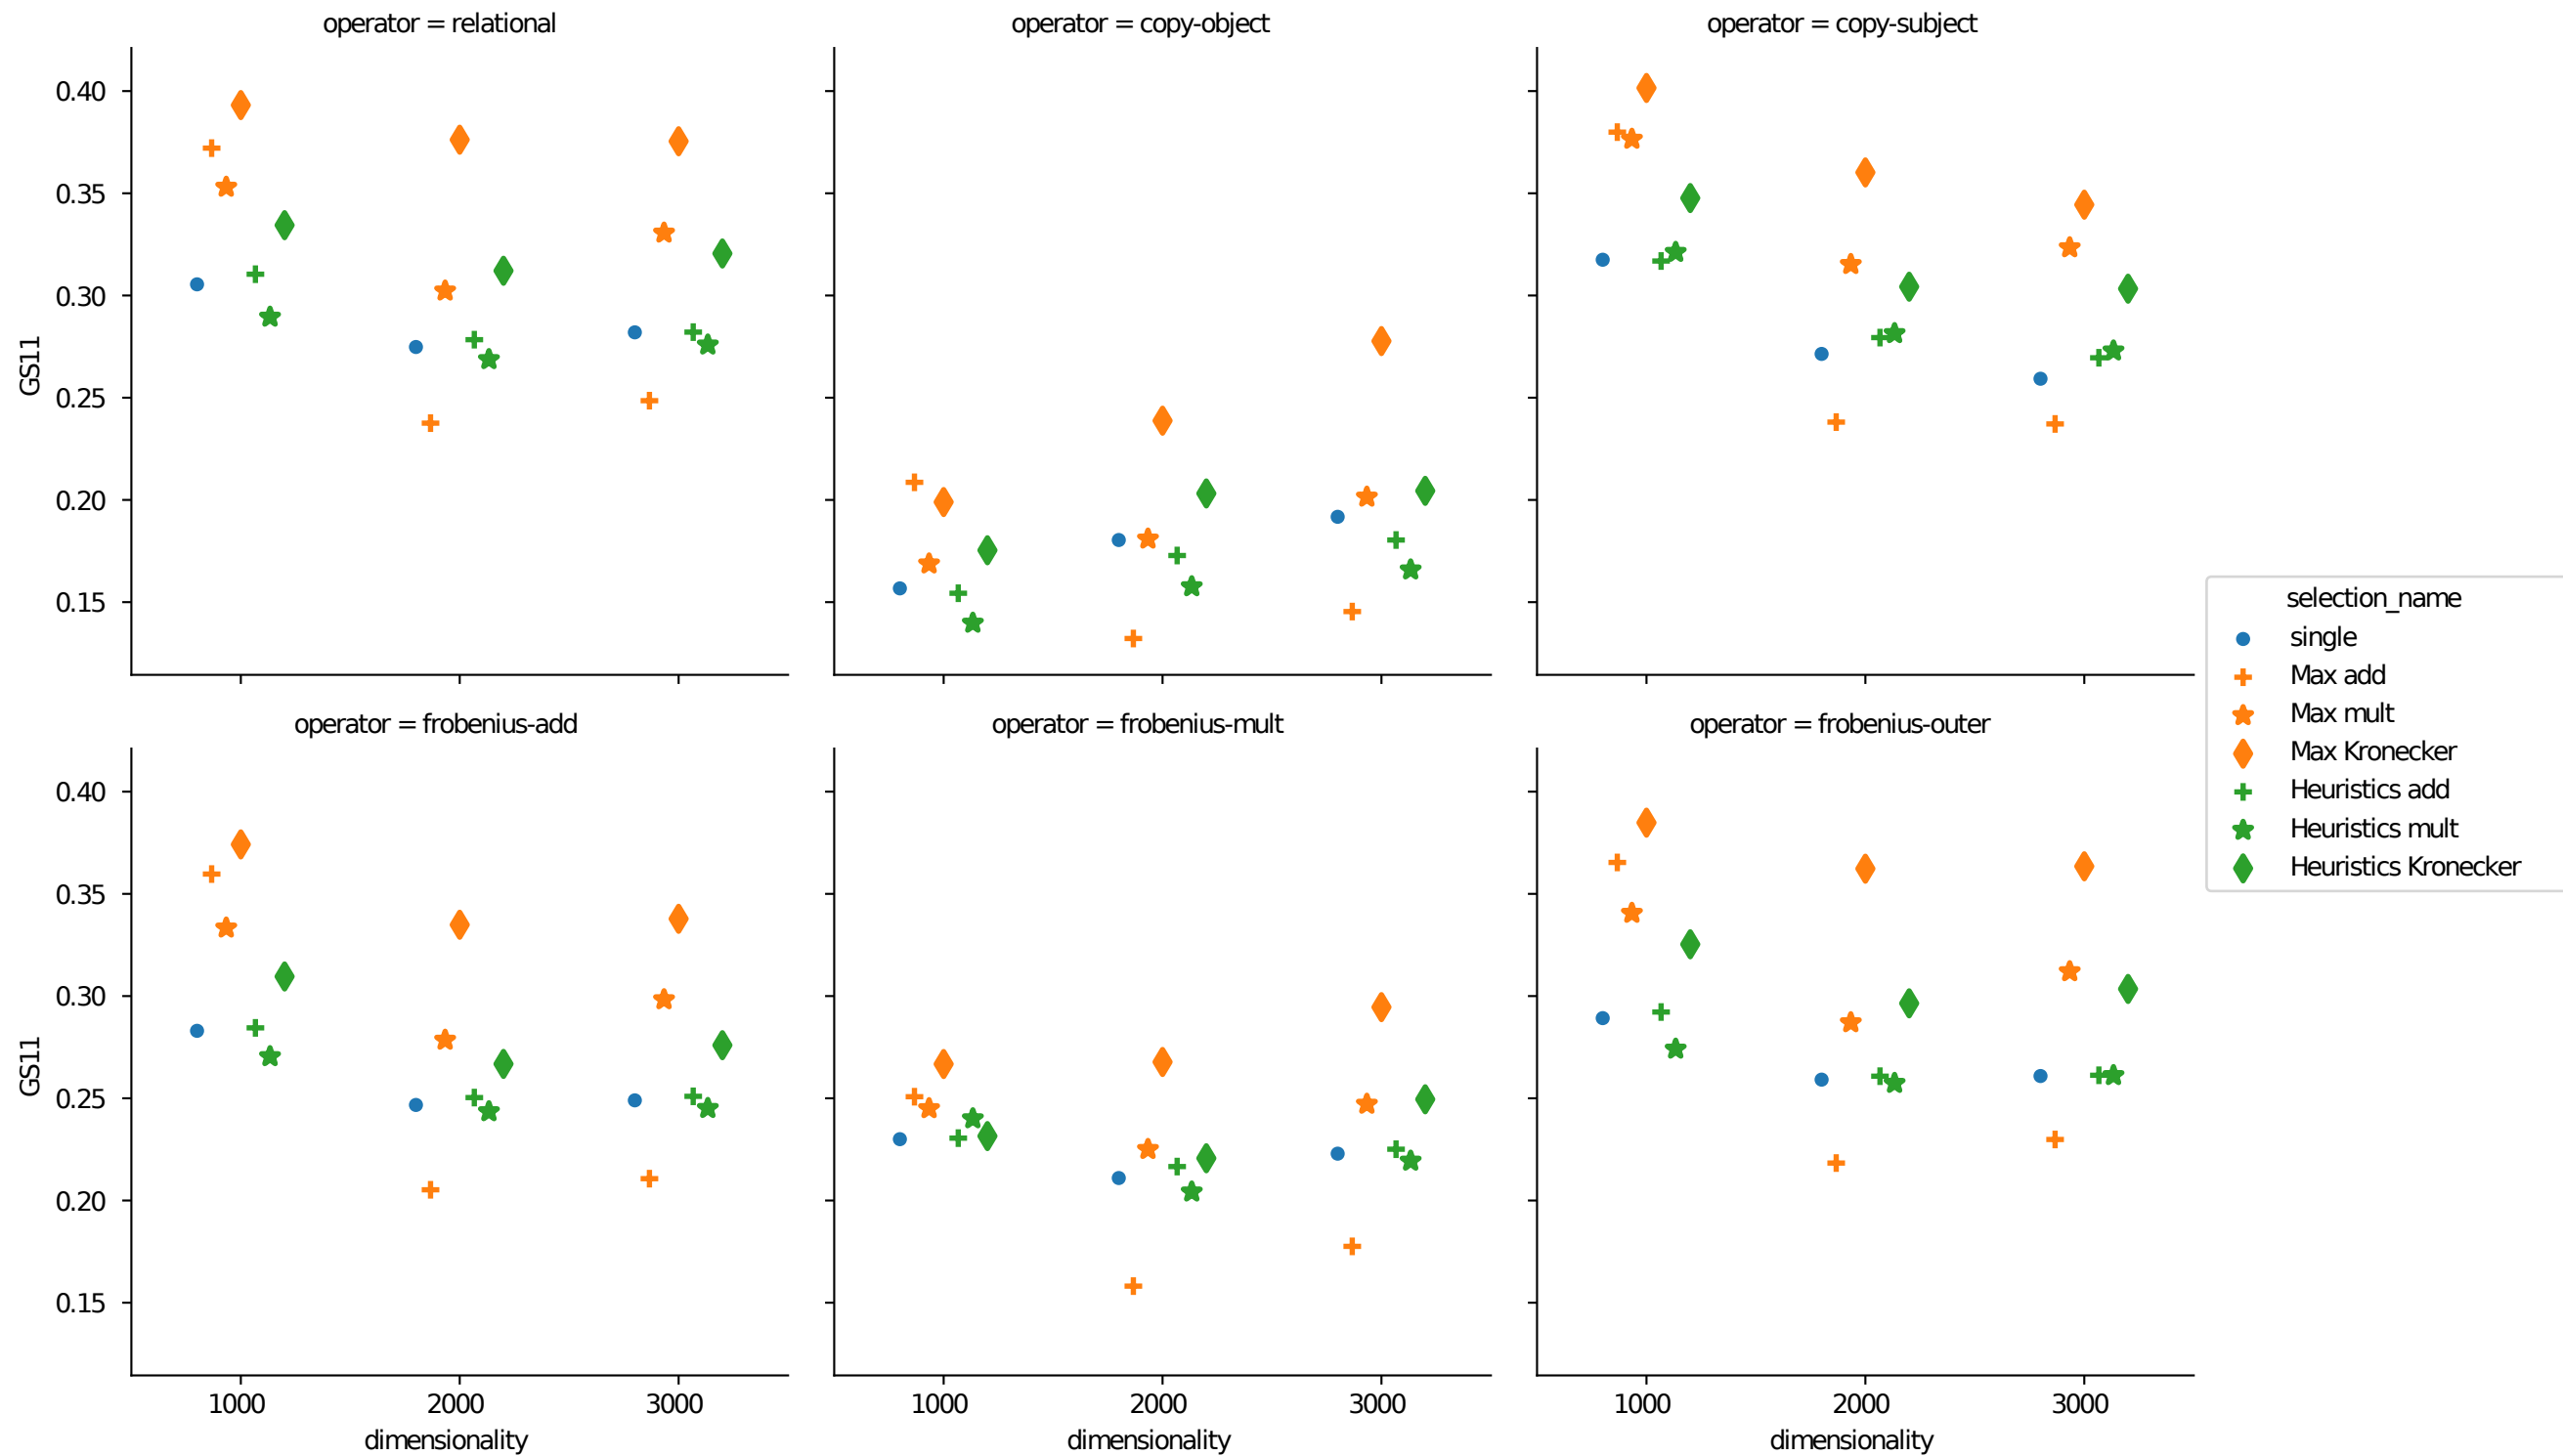 operator = relational
operator = copy-object
operator = copy-subject
0.40
0.35
0.30
0.25
0.20
0.15
GS11
selection_name
single
Max add
Max mult
Max Kronecker
Heuristics add
Heuristics mult
Heuristics Kronecker
operator = frobenius-add
operator = frobenius-mult
operator = frobenius-outer
0.40
0.35
0.30
0.25
0.20
0.15
GS11
1000 2000 3000
1000 2000 3000
1000 2000 3000
dimensionality
dimensionality
dimensionality